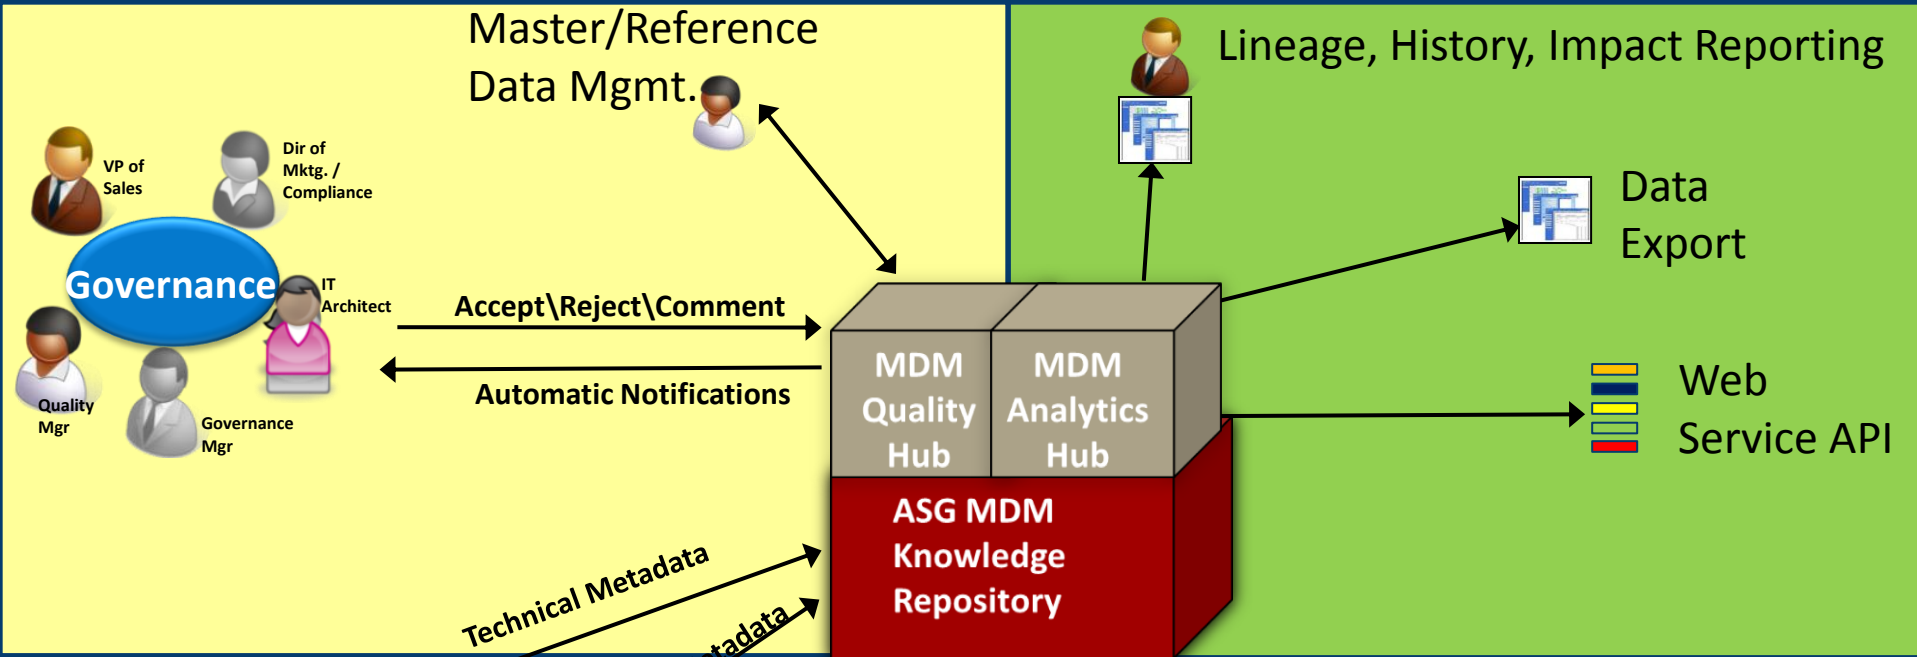 Master/Reference
Data Mgmt.
Lineage, History, Impact Reporting
VP of
Sales
Dir of
Mktg. /
Compliance
Data
Export
Governance
IT
Architect
Accept\Reject\Comment
Automatic Notifications
Quality
Mgr
Governance
Mgr
MDM
Quality
Hub
MDM
Analytics
Hub
Web
Service API
ASG MDM
Knowledge
Repository
Technical Metadata